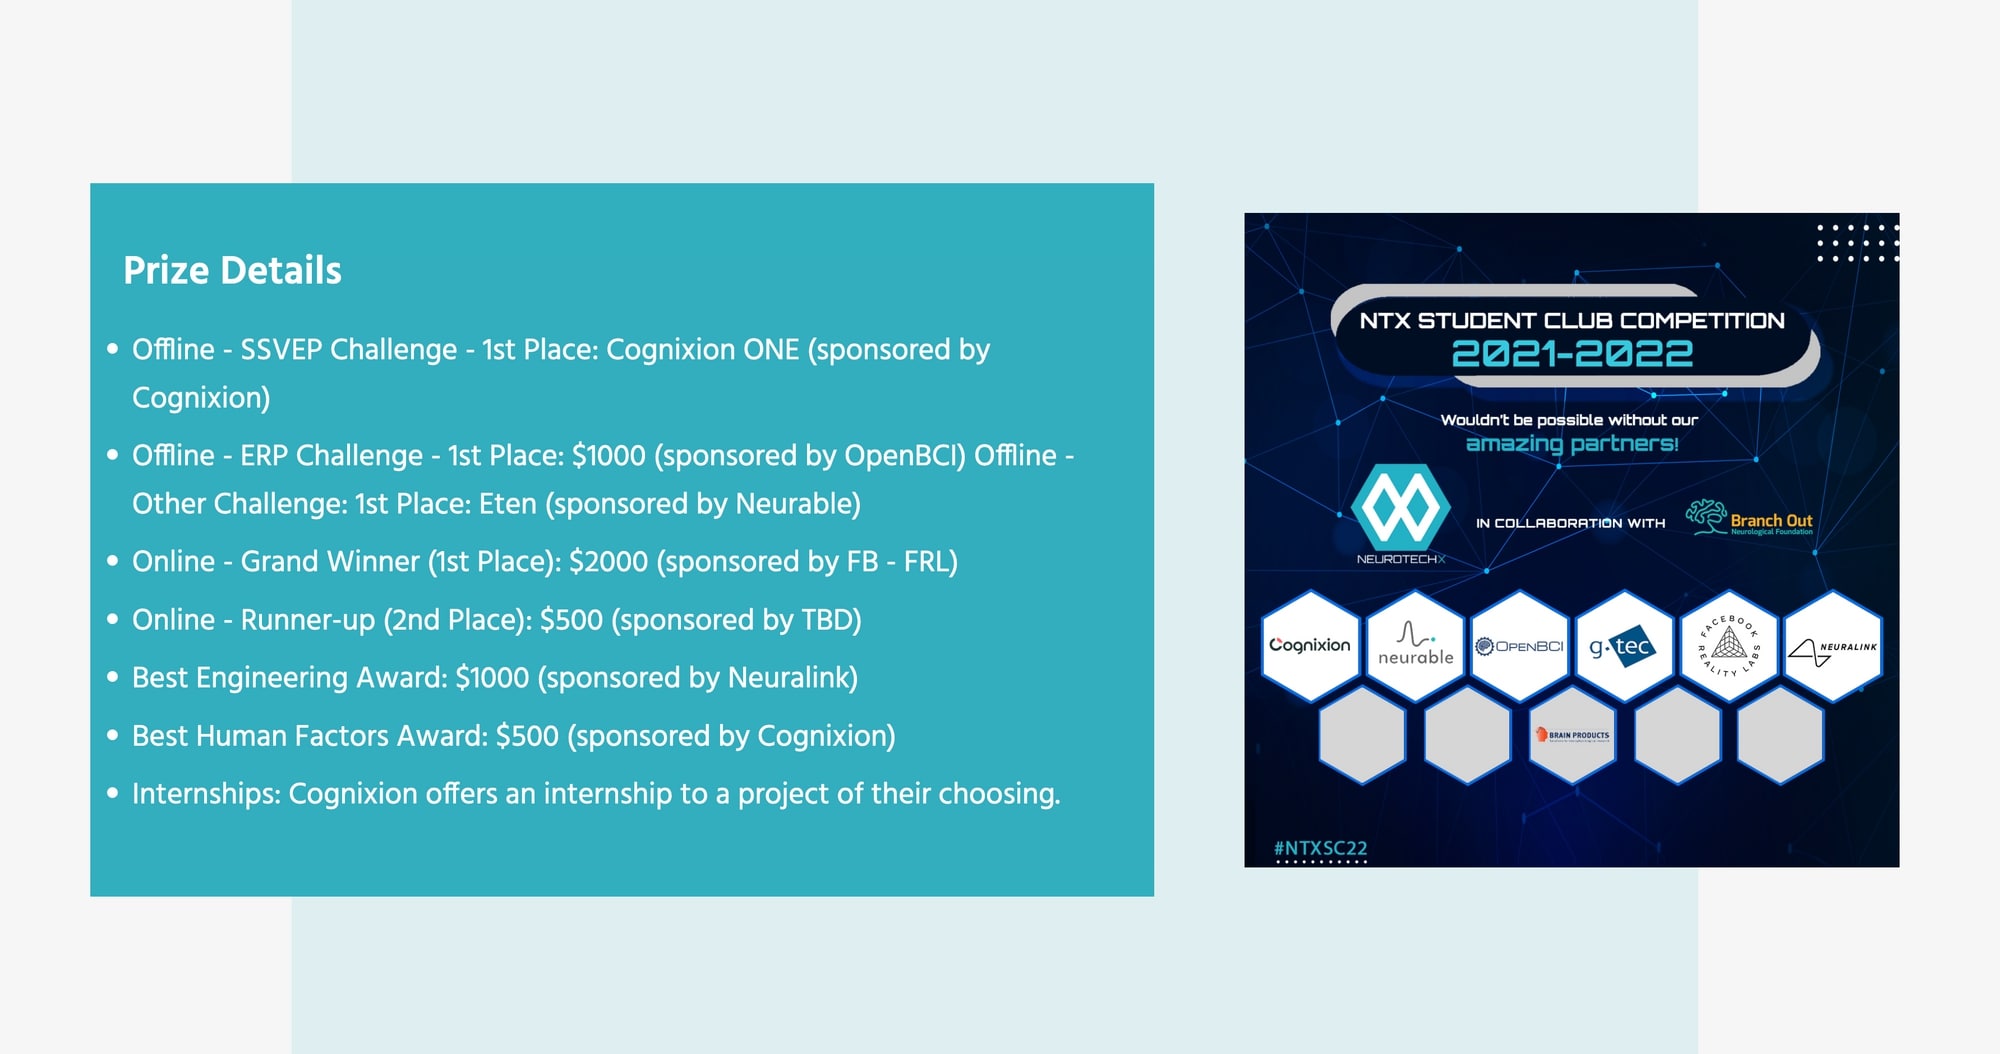 Prize Details
Offline - SSVEP Challenge - 1st Place: Cognixion ONE (sponsored by
Cognixion)
Offline - ERP Challenge - 1st Place: $1000 (sponsored by OpenBCI) Offline -
Other Challenge: 1st Place: Eten (sponsored by Neurable)
Online - Grand Winner (1st Place): $2000 (sponsored by FB - FRL)
Online - Runner-up (2nd Place): $500 (sponsored by TBD)
Best Engineering Award: $1000 (sponsored by Neuralink)
Best Human Factors Award: $500 (sponsored by Cognixion)
Internships: Cognixion offers an internship to a project of their choosing.
NTX STUDENT CLUB COMPETITION
2021-2022
Wouldn't be possible without our
amazing partners!
NEUROTECHX
IN COLLABORATION WITH
Branch Out
Neurological Foundation
Cognixion
neurable
OPENBCI
g.tec
FACEBOOK
REALITY LABS
NEURALINK
BRAIN PRODUCTS
#NTXSC22